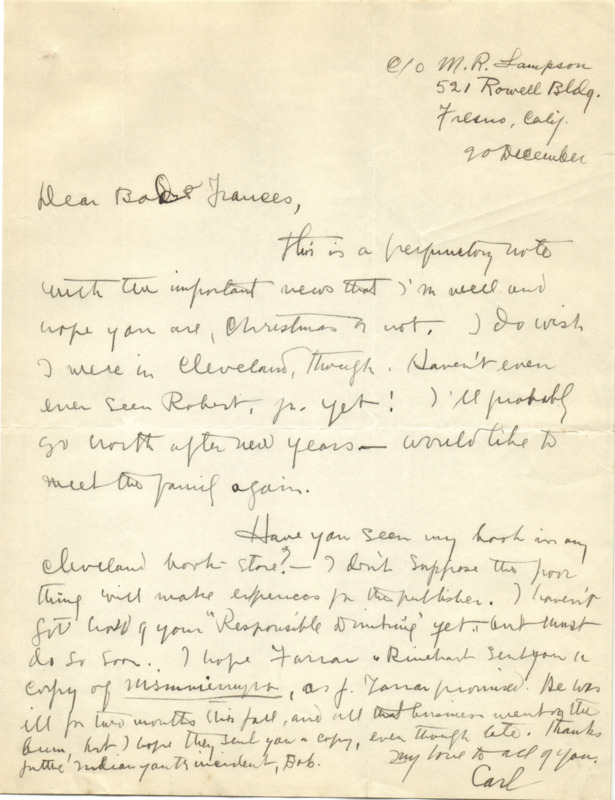 c/o M. R. Sampson
521 Rowell Bldg.
Fresno, Calif.
20 December
Dear Bob & Frances,
This is a perfunctory note
with the important news that I'm well and
hope you are, Christmas or not. I do wish
I were in Cleveland, though. Haven't even
ever seen Robert, jr. yet! I'll probably
go north after new years — would like to
meet the family again.
Have you seen my book in any
Cleveland book-store? — I don't suppose the poor
thing will make expences for the publisher. I haven't
got hold of your "Responsible Drinking" yet, but must
do so soon. I hope Farrar & Rinehart sent you a
copy of, as J. Farrar promised. He was
ill for two months this fall, and all that business went on the
bum, but I hope they sent you a copy, even though late. Thanks
for the Indian youth incident, Bob.
My love to all of you.
Carl